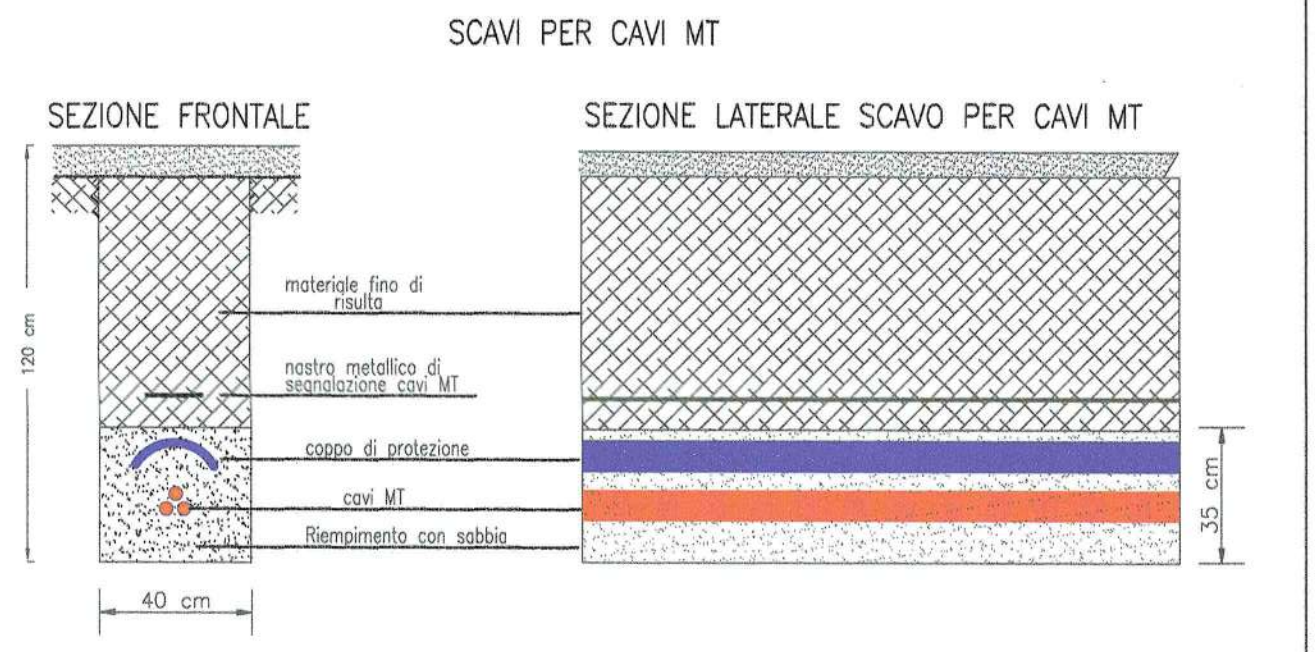 SCAVI PER CAVI MT
SEZIONE FRONTALE
SEZIONE LATERALE SCAVO PER CAVI MT
120 cm
materiale fino di
risulta
nastro metallico di
segnalazione cavi MT
coppo di protezione
cavi MT
Riempimento con sabbia
40 cm
35 cm